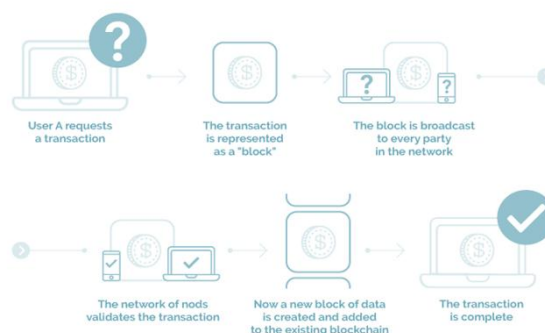 User A requests
a transaction
The transaction
is represented
as a "block"
The block is broadcast
to every party
in the network
The network of nods
validates the transaction
Now a new block of data
is created and added
to the existing blockchain
The transaction
is complete